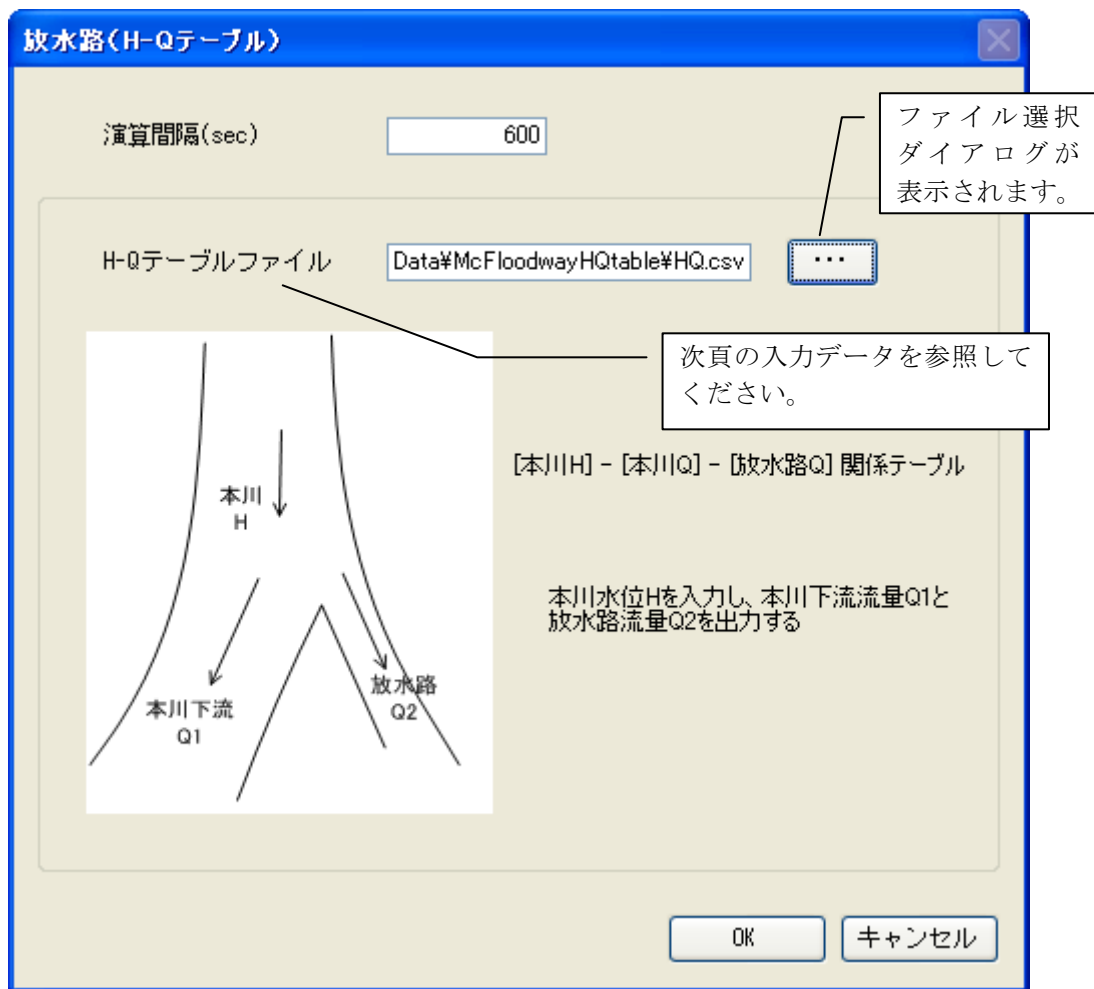 放水路(H-Qテーブル)
演算間隔(sec)
600
ファイル選択
ダイアログが
表示されます。
H-Qテーブルファイル
Data¥McFloodwayHQtable¥HQ.csv
...
次頁の入力データを参照して
ください。
[本川H] - [本川Q] - [放水路Q] 関係テーブル
本川
H
本川水位Hを入力し、本川下流流量Q1と
放水路流量Q2を出力する
本川下流
Q1
放水路
Q2
OK
キャンセル